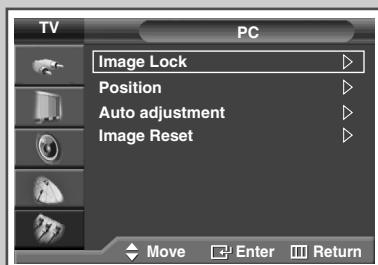 TV
PC
Image Lock
Position
Auto adjustment
Image Reset
Move Enter Return